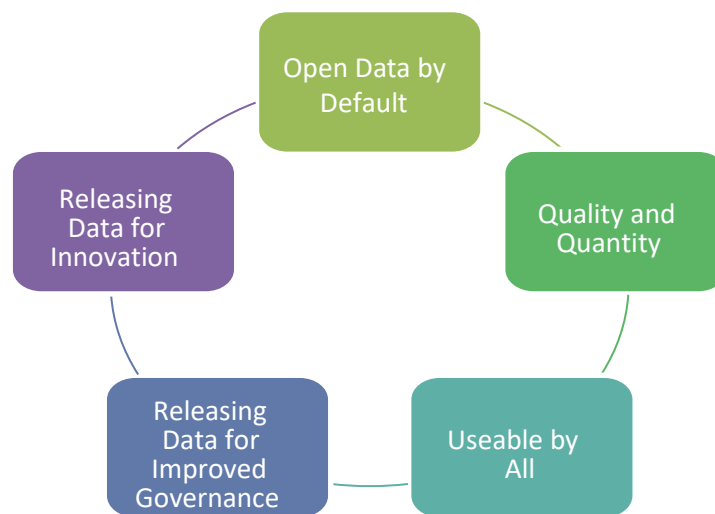 Open Data by
Default
Quality and
Quantity
Useable by
All
Releasing
Data for
Improved
Governance
Releasing
Data for
Innovation